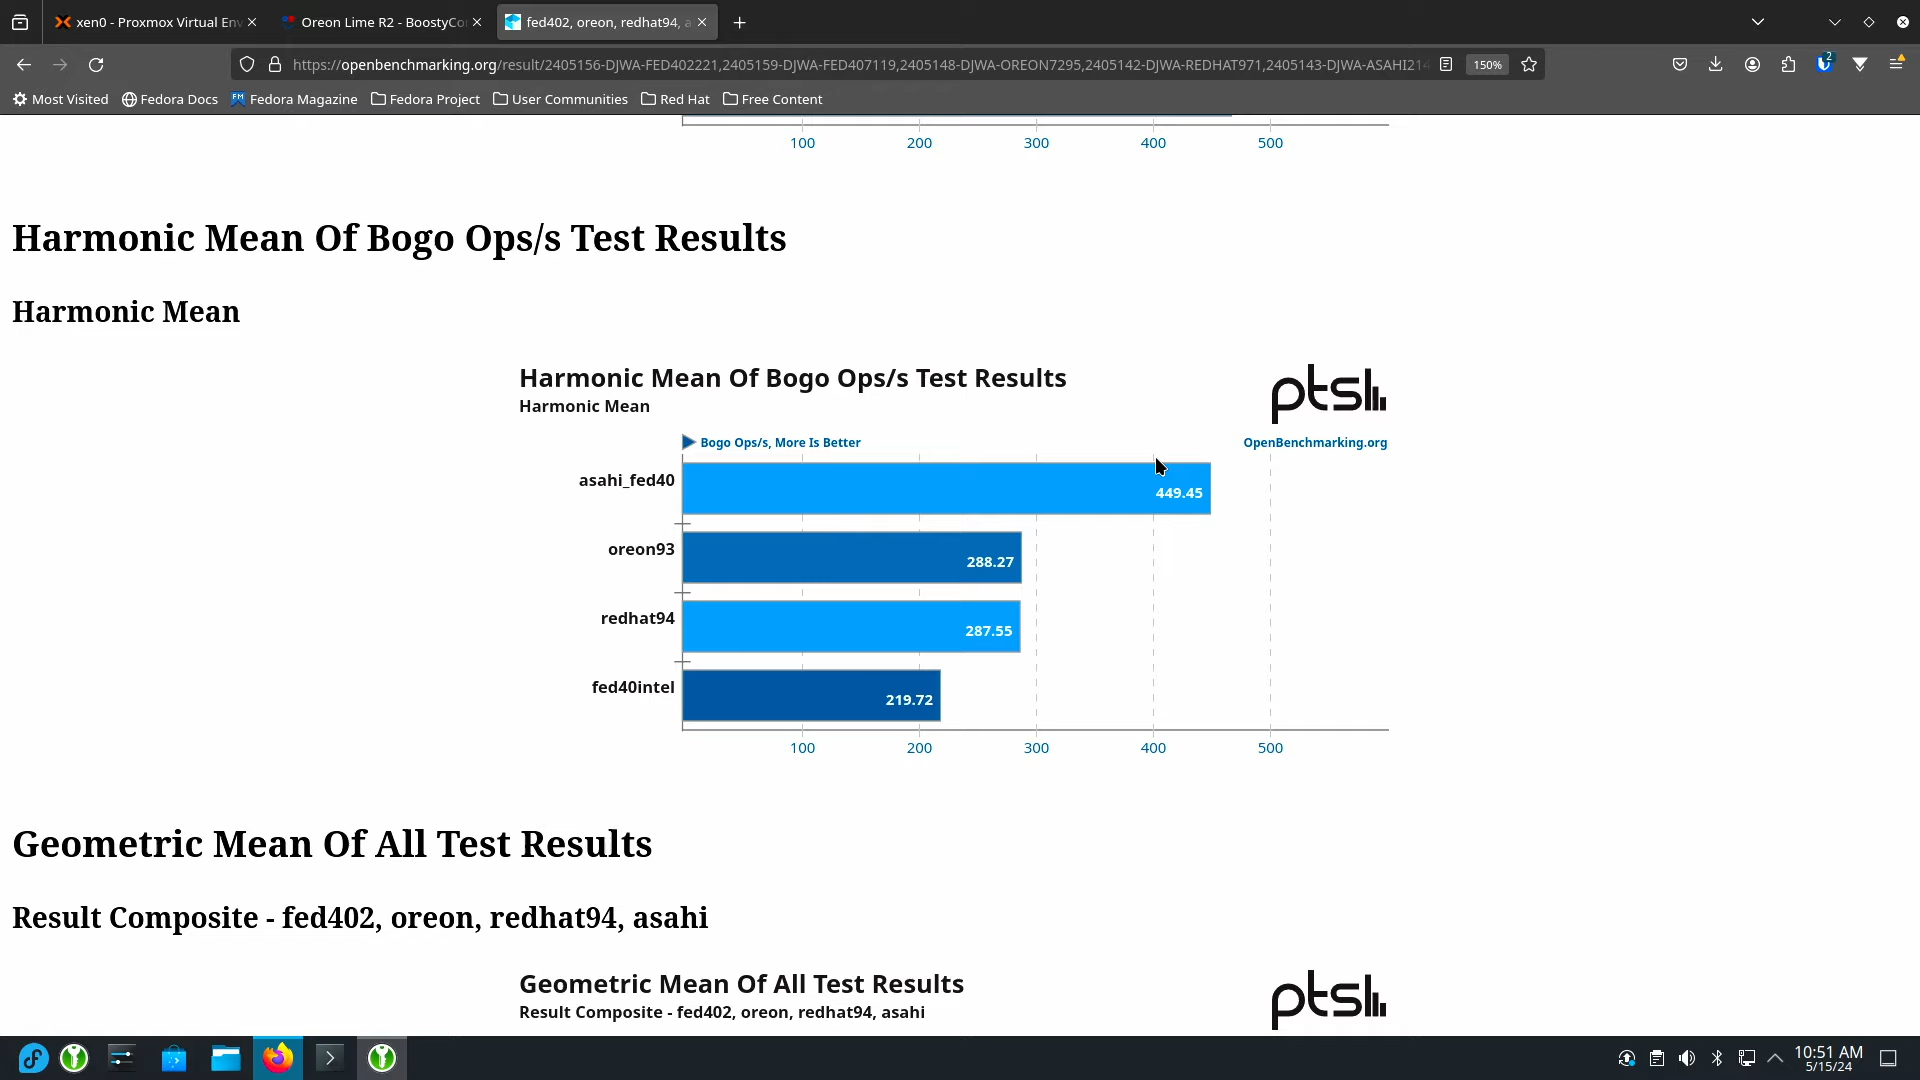 xen0 - Proxmox Virtual Env
Oreon Lime R2 - BoostyCo
fed402, oreon, redhat94, a
https://openbenchmarking.org/result/2405156-DJWA-FED402221,2405159-DJWA-FED407119,2405148-DJWA-OREON7295,2405142-DJWA-REDHAT971,2405143-DJWA-ASAHI214
150%
2
Most Visited
Fedora Docs
Fedora Magazine
Fedora Project
User Communities
Red Hat
Free Content
100 200 300 400 500
Harmonic Mean Of Bogo Ops/s Test Results
Harmonic Mean
Harmonic Mean Of Bogo Ops/s Test Results
Harmonic Mean
pts
Bogo Ops/s, More Is Better
OpenBenchmarking.org
asahi_fed40 449.45
oreon93 288.27
redhat94 287.55
fed40intel 219.72
100 200 300 400 500
Geometric Mean Of All Test Results
Result Composite - fed402, oreon, redhat94, asahi
Geometric Mean Of All Test Results
Result Composite - fed402, oreon, redhat94, asahi
pts
10:51 AM
5/15/24